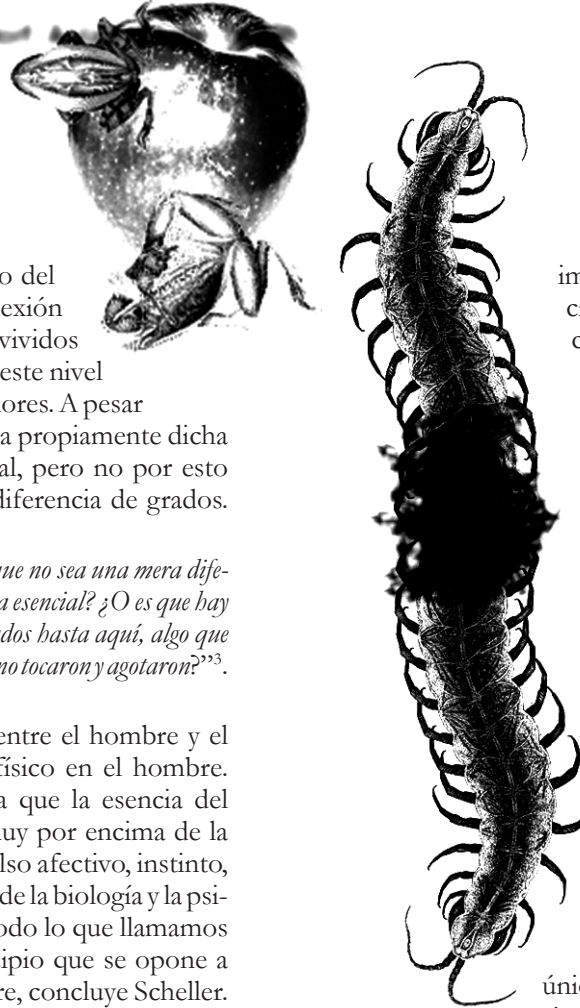 o del
exión
vividos
este nivel
ores. A pesar
a propiamente dicha
al, pero no por esto
diferencia de grados.
que no sea una mera dife-
a esencial? ¿O es que hay
ados hasta aquí, algo que
no tocaron y agotaron?”³.
entre el hombre y el
físico en el hombre.
a que la esencia del
uy por encima de la
lso afectivo, instinto,
de la biología y la psi-
odo lo que llamamos
ipio que se opone a
re, concluye Scheller.
im
ci
c
únic